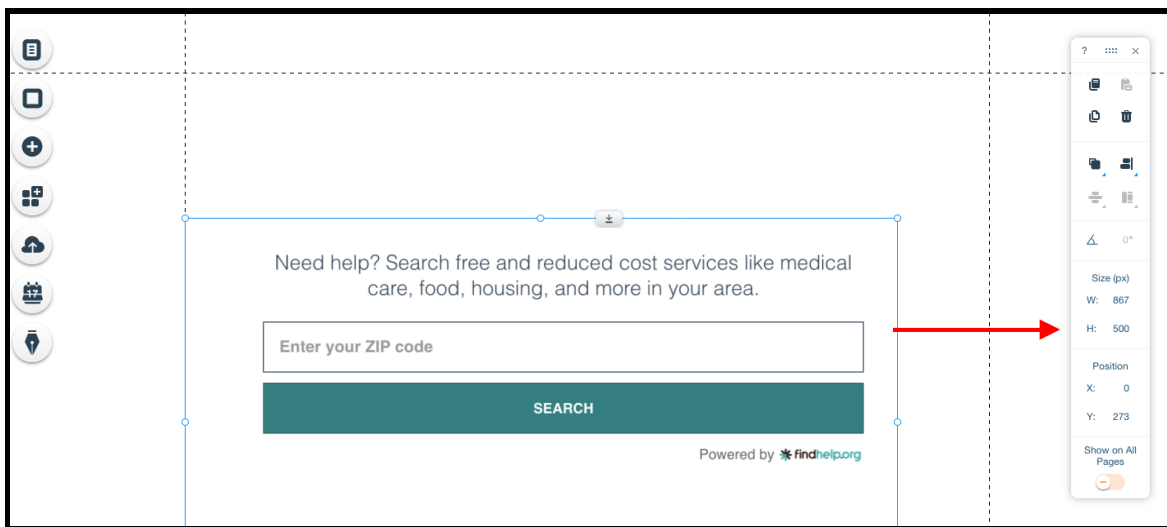 ?
17
0°
Need help? Search free and reduced cost services like medical
care, food, housing, and more in your area.
Enter your ZIP code
SEARCH
Powered by findhelp.org
Size (px)
W: 867
H: 500
Position
X: 0
Y: 273
Show on All
Pages